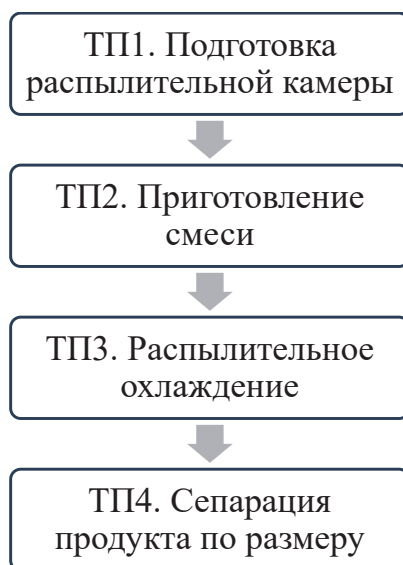 ТП1. Подготовка
распылительной камеры
ТП2. Приготовление
смеси
ТП3. Распылительное
охлаждение
ТП4. Сепарация
продукта по размеру